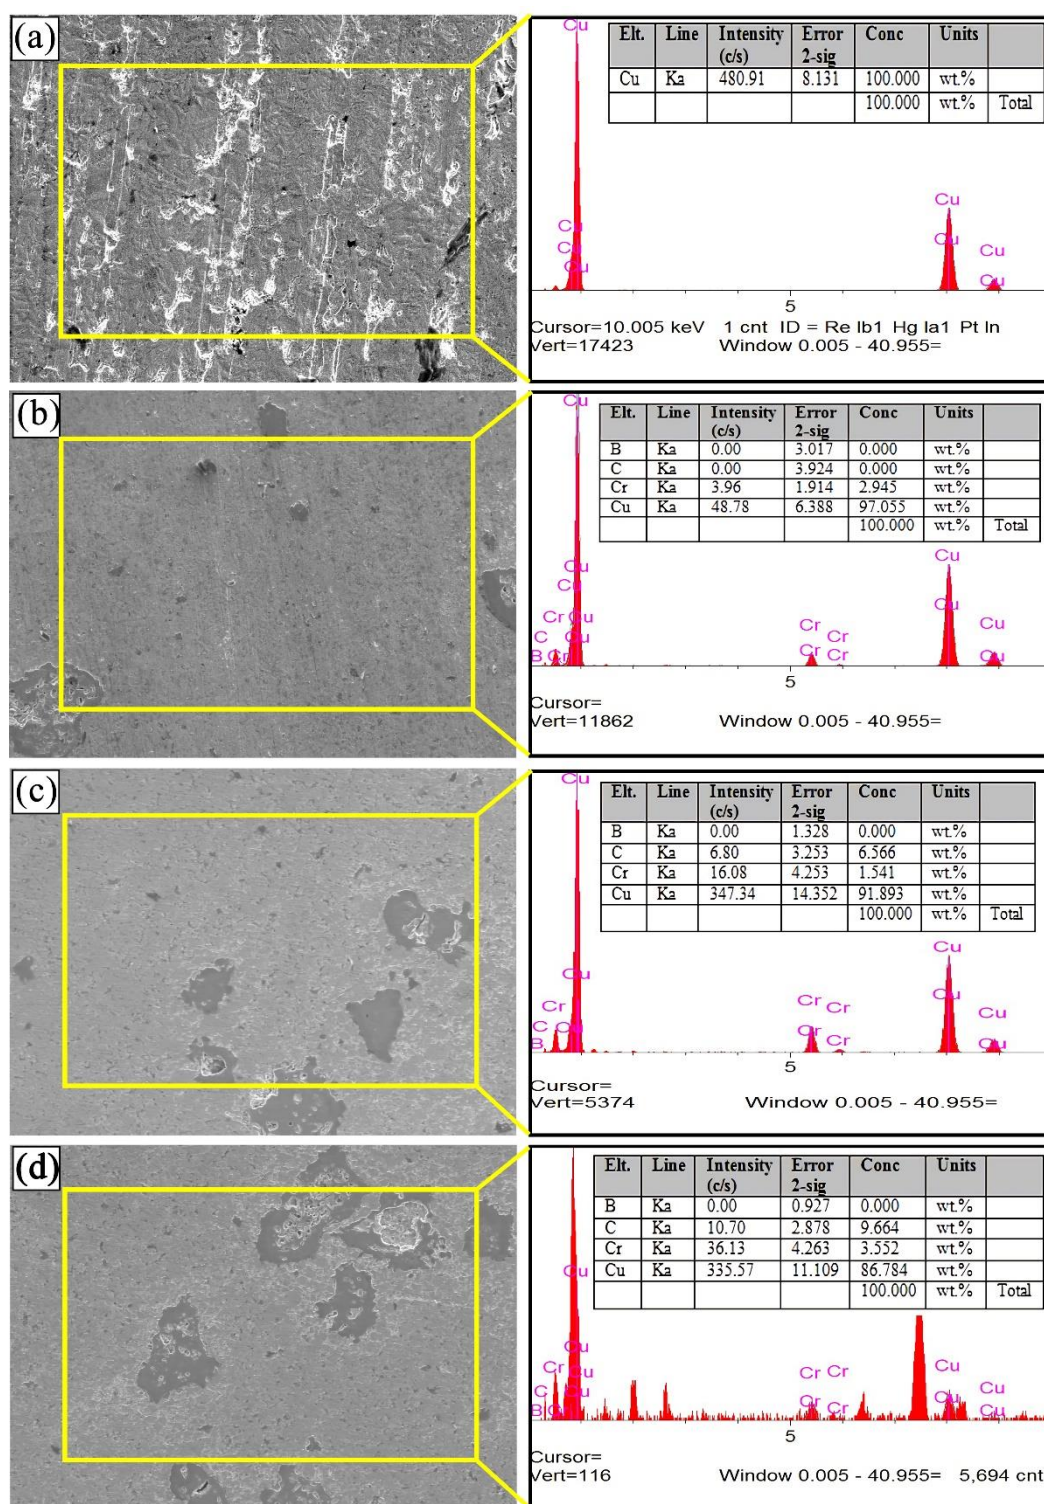 (a)
Cu
Elt. Line Intensity (c/s) Error 2-sig Conc Units
Cu Ka 480.91 8.131 100.000 wt.%
100.000 wt.% Total
Cu
Cu
Cu
Cu
Cu
Cu
Cu
Cu
5
Cursor=10.005 keV 1 cnt ID = Re lb1 Hg la1 Pt ln
Vert=17423 Window 0.005 - 40.955=
(b)
Cu
Elt. Line Intensity (c/s) Error 2-sig Conc Units
B Ka 0.00 3.017 0.000 wt.%
C Ka 0.00 3.924 0.000 wt.%
Cr Ka 3.96 1.914 2.945 wt.%
Cu Ka 48.78 6.388 97.055 wt.%
100.000 wt.% Total
Cu
Cu
Cu
Cu
Cr Cu
Cr Cr
Cu
C Cu
Cr Cr
B Cr
Cu
5
Cursor=
Vert=11862 Window 0.005 - 40.955=
(c)
Cu
Elt. Line Intensity (c/s) Error 2-sig Conc Units
B Ka 0.00 1.328 0.000 wt.%
C Ka 6.80 3.253 6.566 wt.%
Cr Ka 16.08 4.253 1.541 wt.%
Cu Ka 347.34 14.352 91.893 wt.%
100.000 wt.% Total
Cu
Cu
Cu
Cr
Cr Cr
Cu
C Cu
Cr
B
Cu
5
Cursor=
Vert=5374 Window 0.005 - 40.955=
(d)
Elt. Line Intensity (c/s) Error 2-sig Conc Units
B Ka 0.00 0.927 0.000 wt.%
C Ka 10.70 2.878 9.664 wt.%
Cr Ka 36.13 4.263 3.552 wt.%
Cu Ka 335.57 11.109 86.784 wt.%
100.000 wt.% Total
Cu
Cu
Cu
Cr Cu
Cr Cr
Cu
C Cu
Cr Cr
Cu
B
Cu
5
Cursor=
Vert=116 Window 0.005 - 40.955= 5,694 cnt